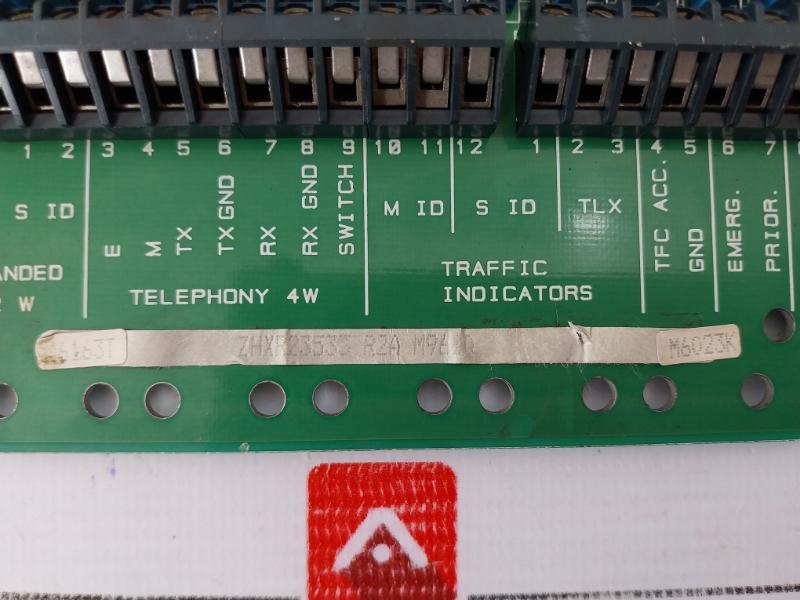 1 2 3 4 5 6 7 8 9 10 11 12 1 2 3 4 5 6 7
S ID
E
M
TX
TX GND
RX
RX GND
SWITCH
M ID
S ID
TLX
TFC ACC.
GND
EMERG.
PRIOR.
ANDED
W
TELEPHONY 4W
TRAFFIC
INDICATORS
R2A
M6023K